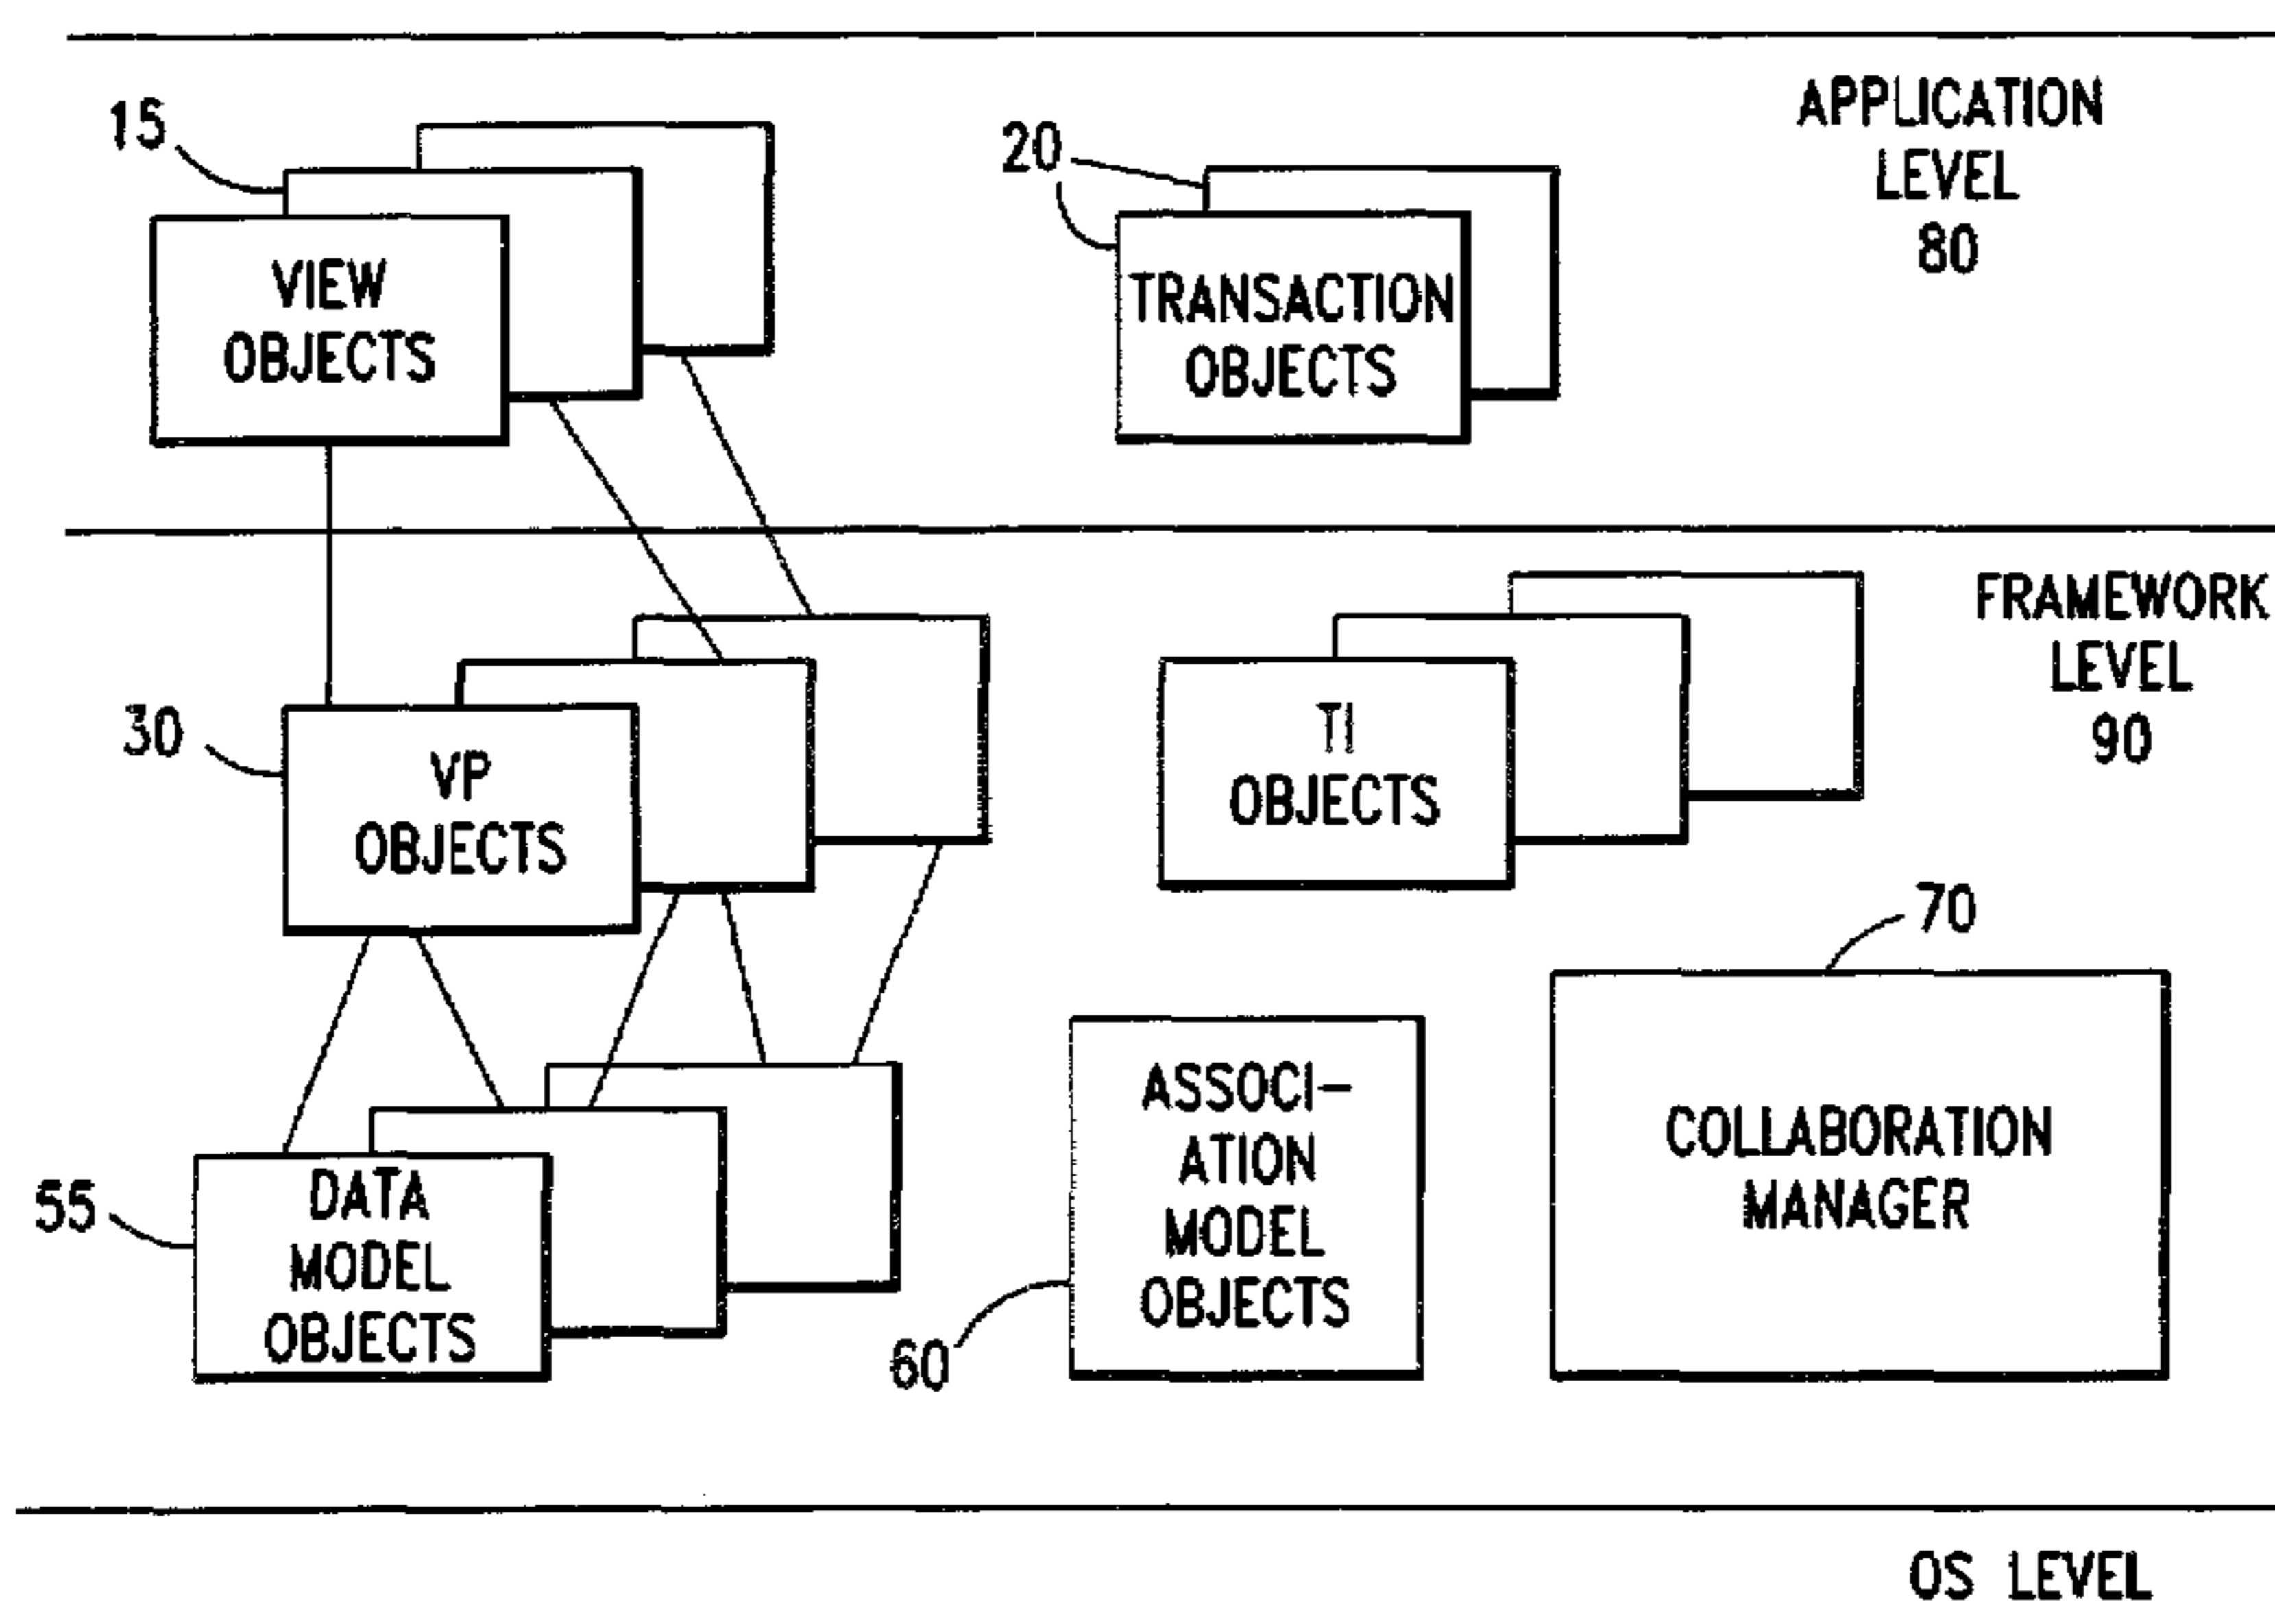 APPLICATION
LEVEL
80
15
20
VIEW
OBJECTS
TRANSACTION
OBJECTS
FRAMEWORK
LEVEL
90
30
VP
OBJECTS
TI
OBJECTS
70
55
DATA
MODEL
OBJECTS
60
ASSOCI-
ATION
MODEL
OBJECTS
COLLABORATION
MANAGER
OS LEVEL